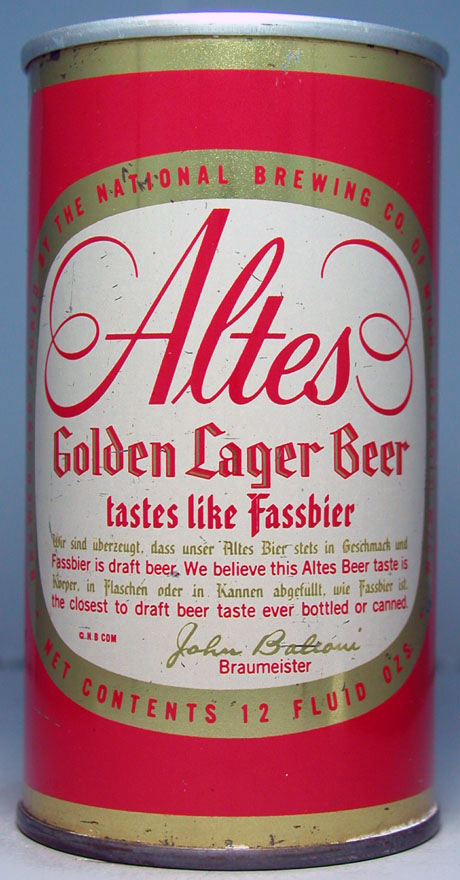 BY THE NATIONAL BREWING CO. OF
Altes
Golden Lager Beer
tastes like Fassbier
Wir sind überzeugt, dass unser Altes Bier stets in Geschmack und
Fassbier is draft beer. We believe this Altes Beer taste is
Körper, in Flaschen oder in Kannen abgefüllt, wie Fassbier ist.
the closest to draft beer taste ever bottled or canned.
©.N B COM
John
Braumeister
NET CONTENTS 12 FLUID OZS.